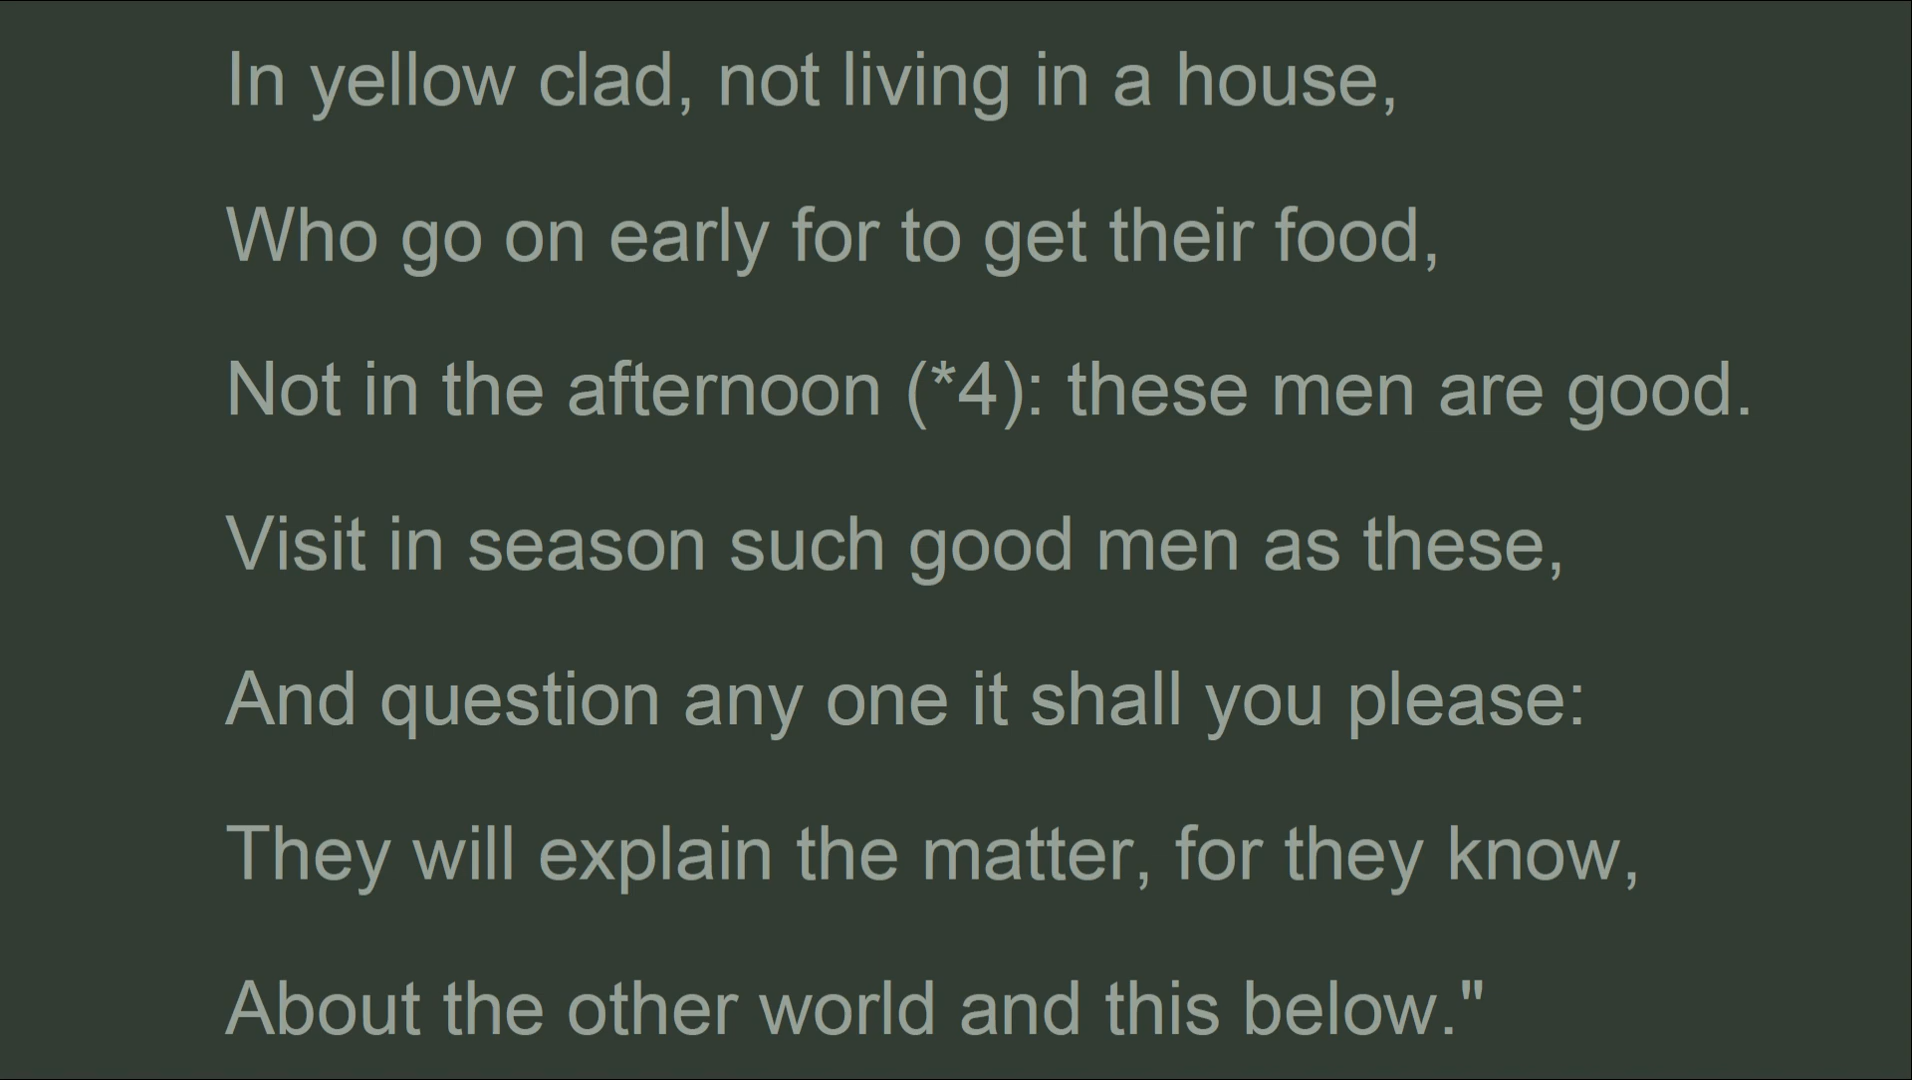 In yellow clad, not living in a house,
Who go on early for to get their food,
Not in the afternoon (*4): these men are good.
Visit in season such good men as these,
And question any one it shall you please:
They will explain the matter, for they know,
About the other world and this below."